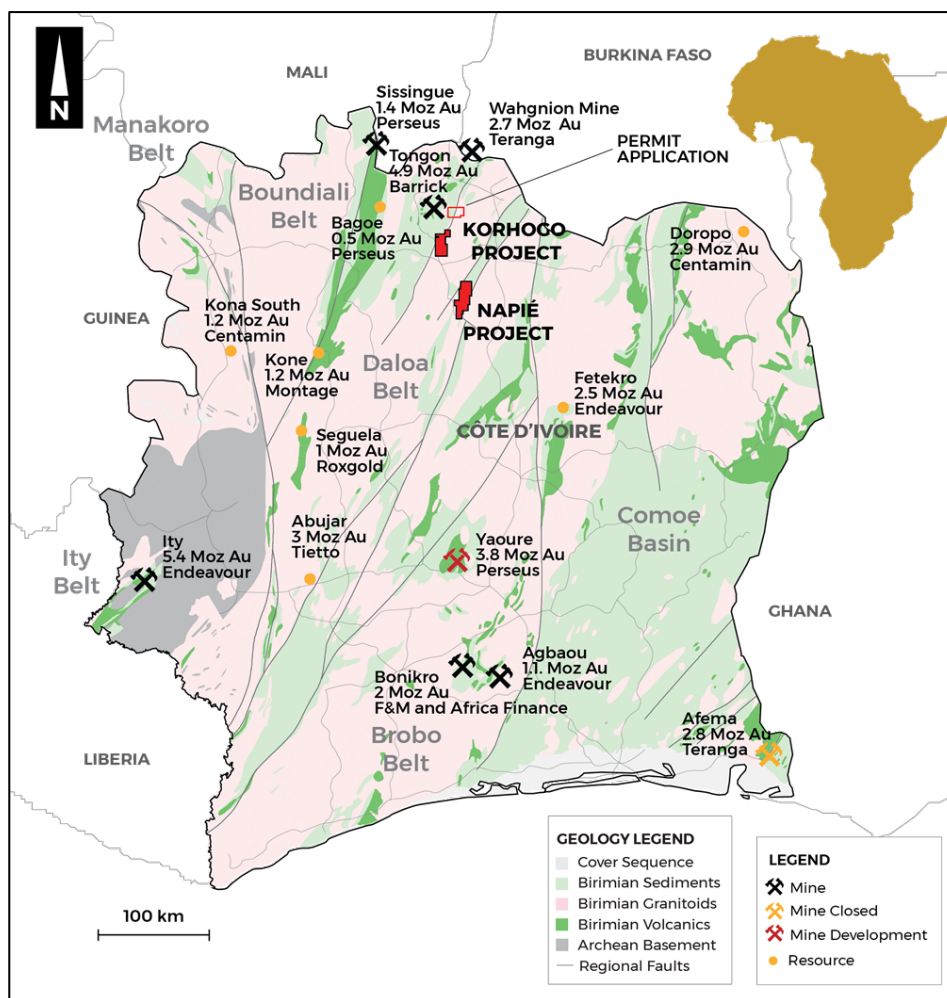 N
MALI
BURKINA FASO
Sissingue
1.4 Moz Au
Perseus
Wahgnion Mine
2.7 Moz Au
Teranga
Manakoro
Belt
Tongon
4.9 Moz Au
Barrick
PERMIT
APPLICATION
Boundiali
Belt
Bagoe
0.5 Moz Au
Perseus
KORHOGO
PROJECT
Doropo
2.9 Moz Au
Centamin
NAPIÉ
PROJECT
GUINEA
Kona South
1.2 Moz Au
Centamin
Kone
1.2 Moz Au
Montage
Daloa
Belt
Fetekro
2.5 Moz Au
Endeavour
CÔTE D'IVOIRE
Seguela
1 Moz Au
Roxgold
Comoe
Basin
Abujar
3 Moz Au
Tietto
Yaoure
3.8 Moz Au
Perseus
Ity
Belt
Ity
5.4 Moz Au
Endeavour
GHANA
Bonikro
2 Moz Au
F&M and Africa Finance
Agbaou
1.1. Moz Au
Endeavour
Afema
2.8 Moz Au
Teranga
Brobo
Belt
LIBERIA
100 km
GEOLOGY LEGEND
Cover Sequence
Birimian Sediments
Birimian Granitoids
Birimian Volcanics
Archean Basement
Regional Faults
LEGEND
Mine
Mine Closed
Mine Development
Resource